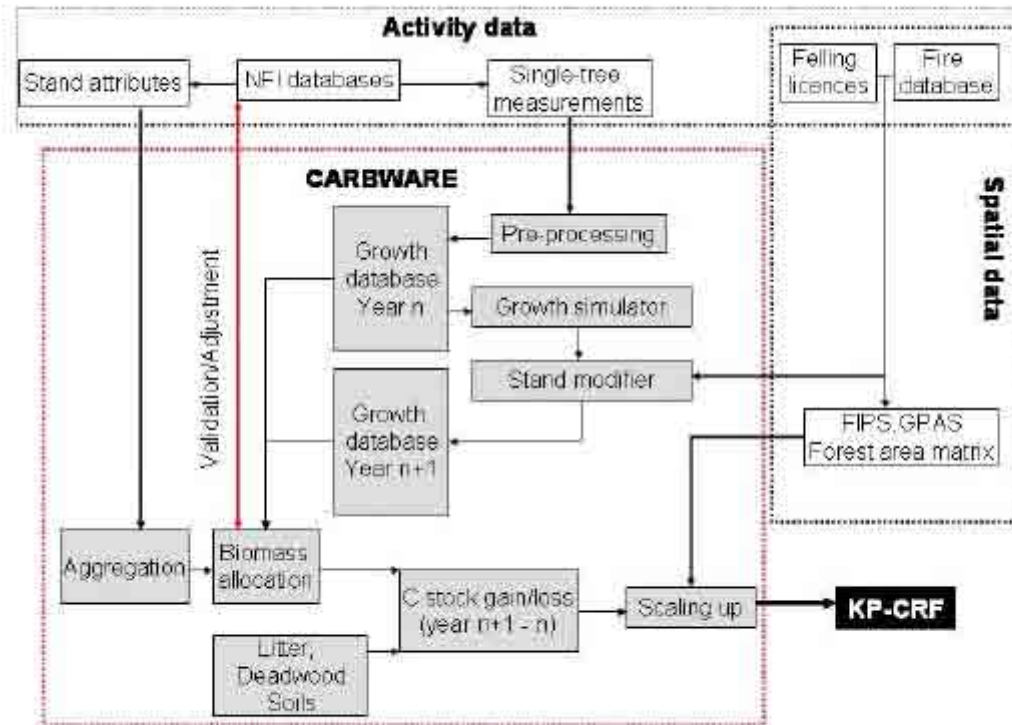 Activity data
Stand attributes
NFI databases
Single-tree
measurements
Felling
licences
Fire
database
Spatial data
CARBWARE
Validation/Adjustment
Growth
database
Year n
Pre-processing
Growth simulator
Stand modifier
Growth
database
Year n+1
FIPS,GPAS
Forest area matrix
Aggregation
Biomass
allocation
C stock gain/loss
(year n+1 - n)
Scaling up
KP-CRF
Litter,
Deadwood
Soils